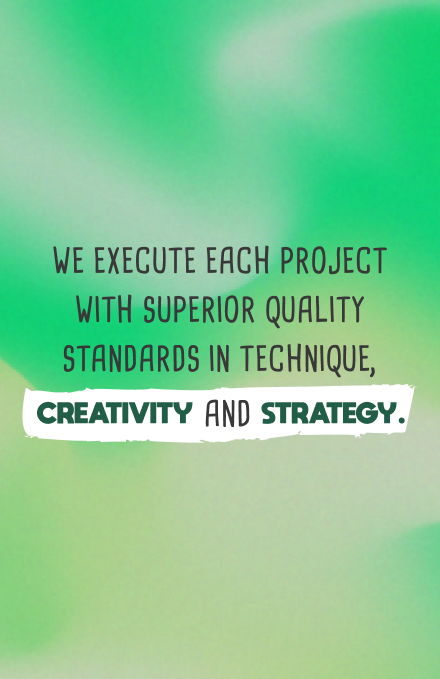 WE EXECUTE EACH PROJECT
WITH SUPERIOR QUALITY
STANDARDS IN TECHNIQUE,
CREATIVITY AND STRATEGY.